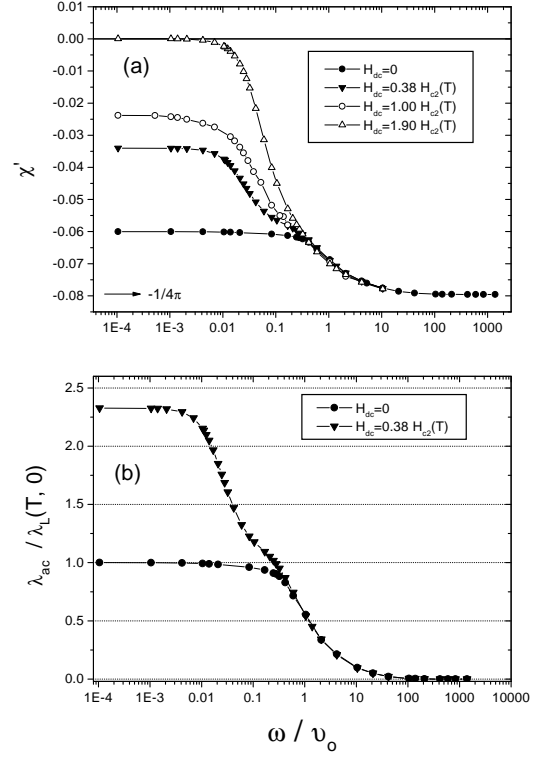 0.01
0.00
-0.01
-0.02
-0.03
-0.04
-0.05
-0.06
-0.07
-0.08
χ'
(a)
H_dc=0
H_dc=0.38 H_c2(T)
H_dc=1.00 H_c2(T)
H_dc=1.90 H_c2(T)
-1/4π
1E-4 1E-3 0.01 0.1 1 10 100 1000
2.5
2.0
1.5
1.0
0.5
0.0
λ_ac / λ_L(T, 0)
(b)
H_dc=0
H_dc=0.38 H_c2(T)
1E-4 1E-3 0.01 0.1 1 10 100 1000 10000
ω / υ_o